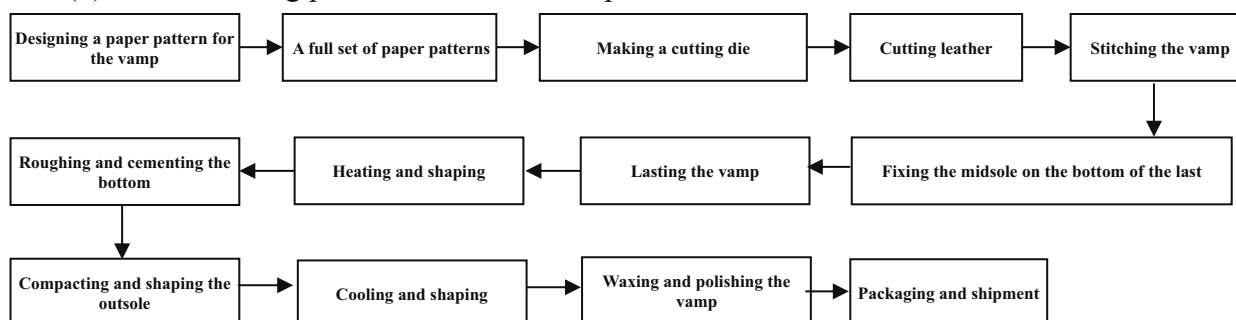 Designing a paper pattern for
the vamp
A full set of paper patterns
Making a cutting die
Cutting leather
Stitching the vamp
Fixing the midsole on the bottom of the last
Lasting the vamp
Heating and shaping
Roughing and cementing the
bottom
Compacting and shaping the
outsole
Cooling and shaping
Waxing and polishing the
vamp
Packaging and shipment